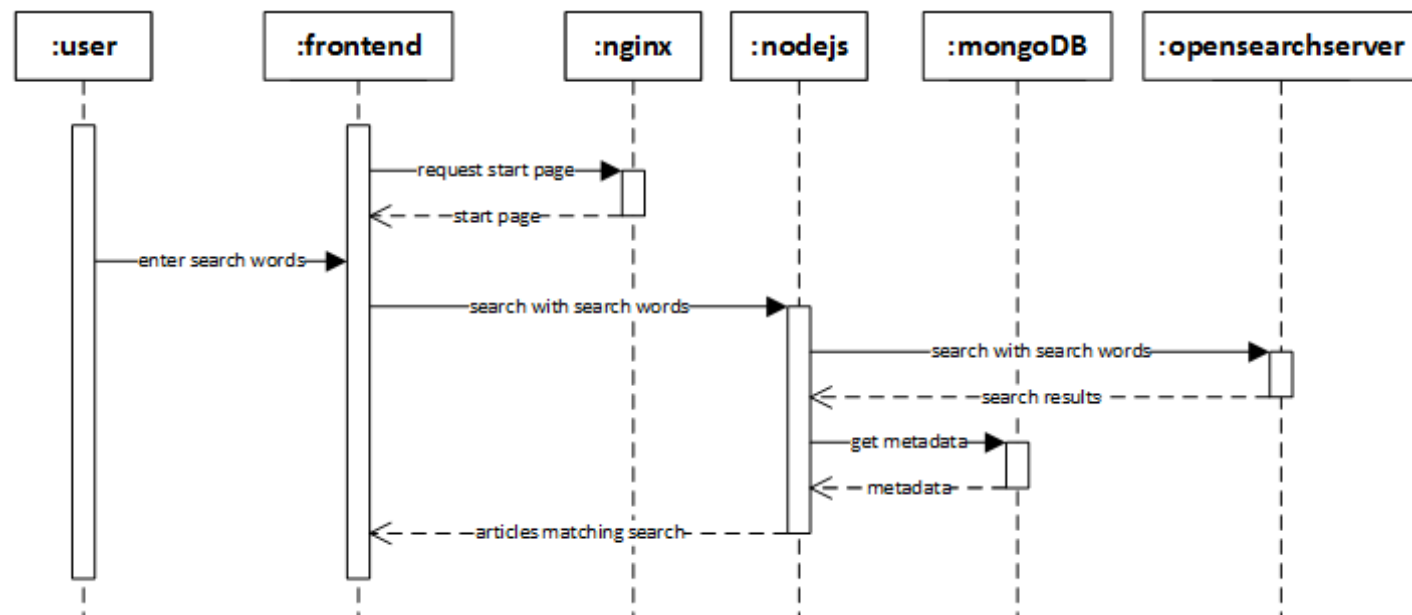 :user
:frontend
:nginx
:nodejs
:mongoDB
:opensearchserver
request start page
start page
enter search words
search with search words
search with search words
search results
get metadata
metadata
articles matching search